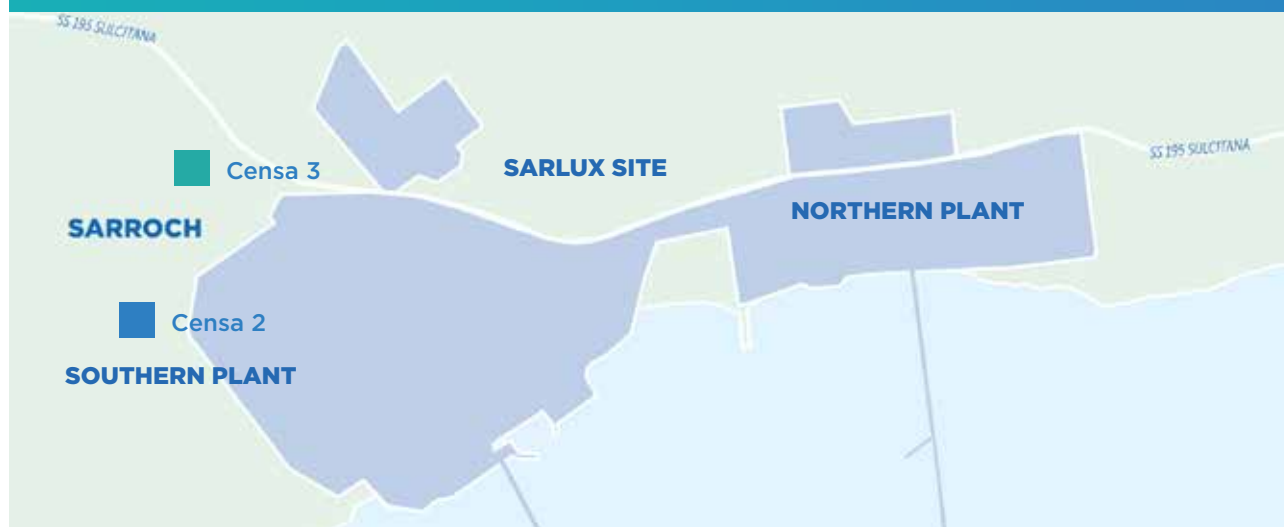 SS 195 SULCITANA
SS 195 SULCITANA
Censa 3
SARLUX SITE
SARROCH
NORTHERN PLANT
Censa 2
SOUTHERN PLANT